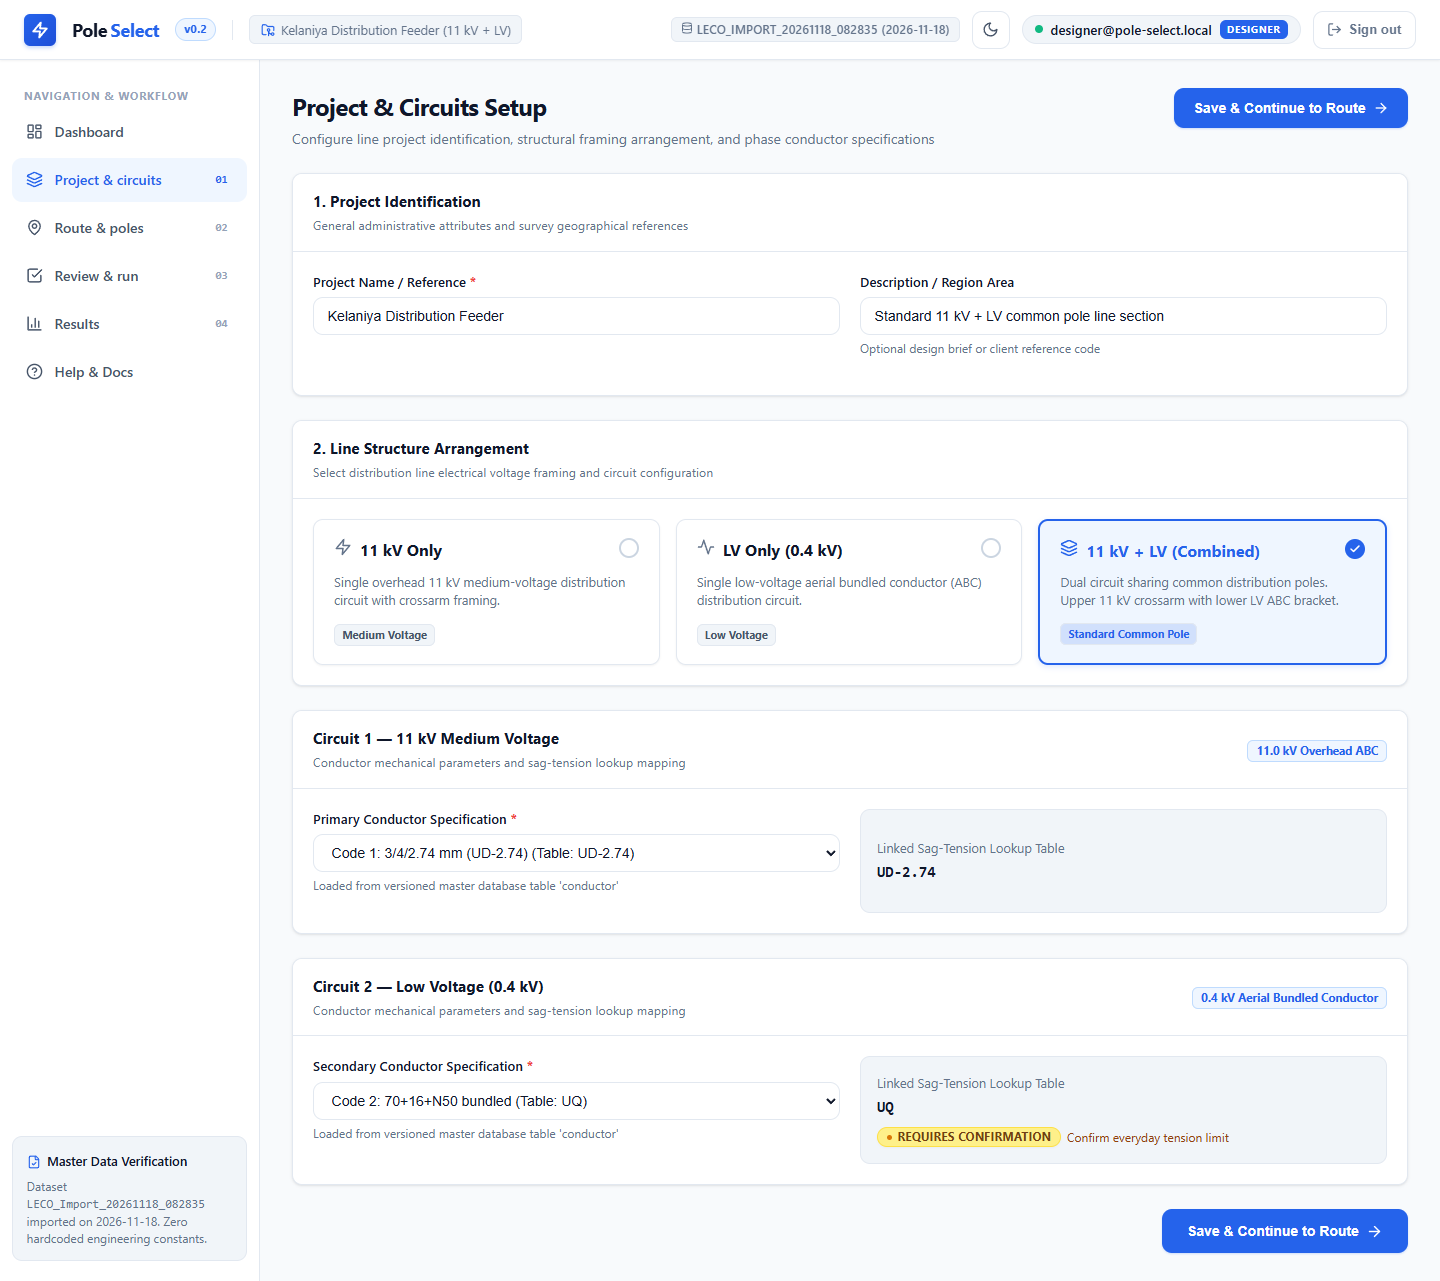 Pole Select
v0.2
Kelaniya Distribution Feeder (11 kV + LV)
LECO_IMPORT_20261118_082835 (2026-11-18)
designer@pole-select.local
DESIGNER
Sign out
NAVIGATION & WORKFLOW
Dashboard
Project & circuits 01
Route & poles 02
Review & run 03
Results 04
Help & Docs
Master Data Verification
Dataset
LECO_Import_20261118_082835
imported on 2026-11-18. Zero
hardcoded engineering constants.
Project & Circuits Setup
Configure line project identification, structural framing arrangement, and phase conductor specifications
Save & Continue to Route
1. Project Identification
General administrative attributes and survey geographical references
Project Name / Reference *
Kelaniya Distribution Feeder
Description / Region Area
Standard 11 kV + LV common pole line section
Optional design brief or client reference code
2. Line Structure Arrangement
Select distribution line electrical voltage framing and circuit configuration
11 kV Only
Single overhead 11 kV medium-voltage distribution
circuit with crossarm framing.
Medium Voltage
LV Only (0.4 kV)
Single low-voltage aerial bundled conductor (ABC)
distribution circuit.
Low Voltage
11 kV + LV (Combined)
Dual circuit sharing common distribution poles.
Upper 11 kV crossarm with lower LV ABC bracket.
Standard Common Pole
Circuit 1 — 11 kV Medium Voltage
Conductor mechanical parameters and sag-tension lookup mapping
11.0 kV Overhead ABC
Primary Conductor Specification *
Code 1: 3/4/2.74 mm (UD-2.74) (Table: UD-2.74)
Loaded from versioned master database table 'conductor'
Linked Sag-Tension Lookup Table
UD-2.74
Circuit 2 — Low Voltage (0.4 kV)
Conductor mechanical parameters and sag-tension lookup mapping
0.4 kV Aerial Bundled Conductor
Secondary Conductor Specification *
Code 2: 70+16+N50 bundled (Table: UQ)
Loaded from versioned master database table 'conductor'
Linked Sag-Tension Lookup Table
UQ
REQUIRES CONFIRMATION
Confirm everyday tension limit
Save & Continue to Route